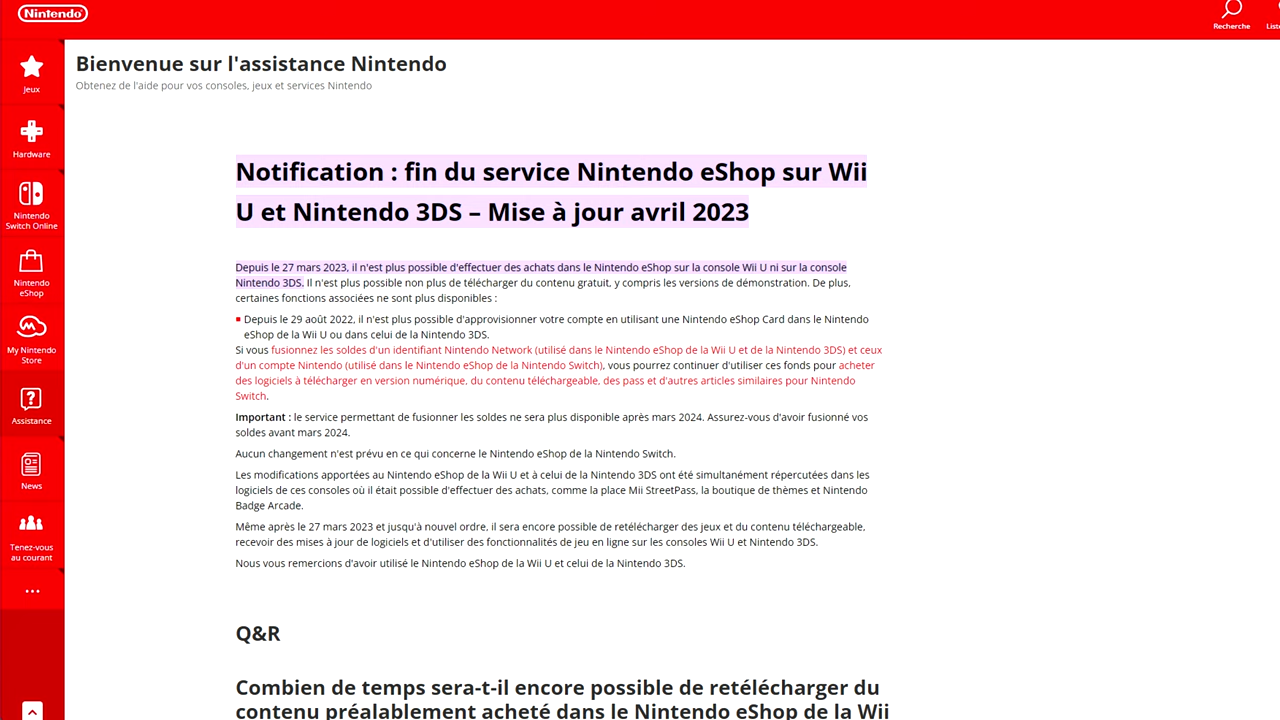 Nintendo
Recherche
Jeux
Hardware
Nintendo
Switch Online
Nintendo
eShop
My Nintendo
Store
Assistance
News
Tenez-vous
au courant
Bienvenue sur l'assistance Nintendo
Obtenez de l'aide pour vos consoles, jeux et services Nintendo
Notification : fin du service Nintendo eShop sur Wii
U et Nintendo 3DS – Mise à jour avril 2023
Depuis le 27 mars 2023, il n'est plus possible d'effectuer des achats dans le Nintendo eShop sur la console Wii U ni sur la console
Nintendo 3DS. Il n'est plus possible non plus de télécharger du contenu gratuit, y compris les versions de démonstration. De plus,
certaines fonctions associées ne sont plus disponibles :
Depuis le 29 août 2022, il n'est plus possible d'approvisionner votre compte en utilisant une Nintendo eShop Card dans le Nintendo
eShop de la Wii U ou dans celui de la Nintendo 3DS.
Si vous fusionnez les soldes d'un identifiant Nintendo Network (utilisé dans le Nintendo eShop de la Wii U et de la Nintendo 3DS) et ceux
d'un compte Nintendo (utilisé dans le Nintendo eShop de la Nintendo Switch), vous pourrez continuer d'utiliser ces fonds pour acheter
des logiciels à télécharger en version numérique, du contenu téléchargeable, des pass et d'autres articles similaires pour Nintendo
Switch.
Important : le service permettant de fusionner les soldes ne sera plus disponible après mars 2024. Assurez-vous d'avoir fusionné vos
soldes avant mars 2024.
Aucun changement n'est prévu en ce qui concerne le Nintendo eShop de la Nintendo Switch.
Les modifications apportées au Nintendo eShop de la Wii U et à celui de la Nintendo 3DS ont été simultanément répercutées dans les
logiciels de ces consoles où il était possible d'effectuer des achats, comme la place Mii StreetPass, la boutique de thèmes et Nintendo
Badge Arcade.
Même après le 27 mars 2023 et jusqu'à nouvel ordre, il sera encore possible de retélécharger des jeux et du contenu téléchargeable,
recevoir des mises à jour de logiciels et d'utiliser des fonctionnalités de jeu en ligne sur les consoles Wii U et Nintendo 3DS.
Nous vous remercions d'avoir utilisé le Nintendo eShop de la Wii U et celui de la Nintendo 3DS.
Q&R
Combien de temps sera-t-il encore possible de retélécharger du
contenu préalablement acheté dans le Nintendo eShop de la Wii